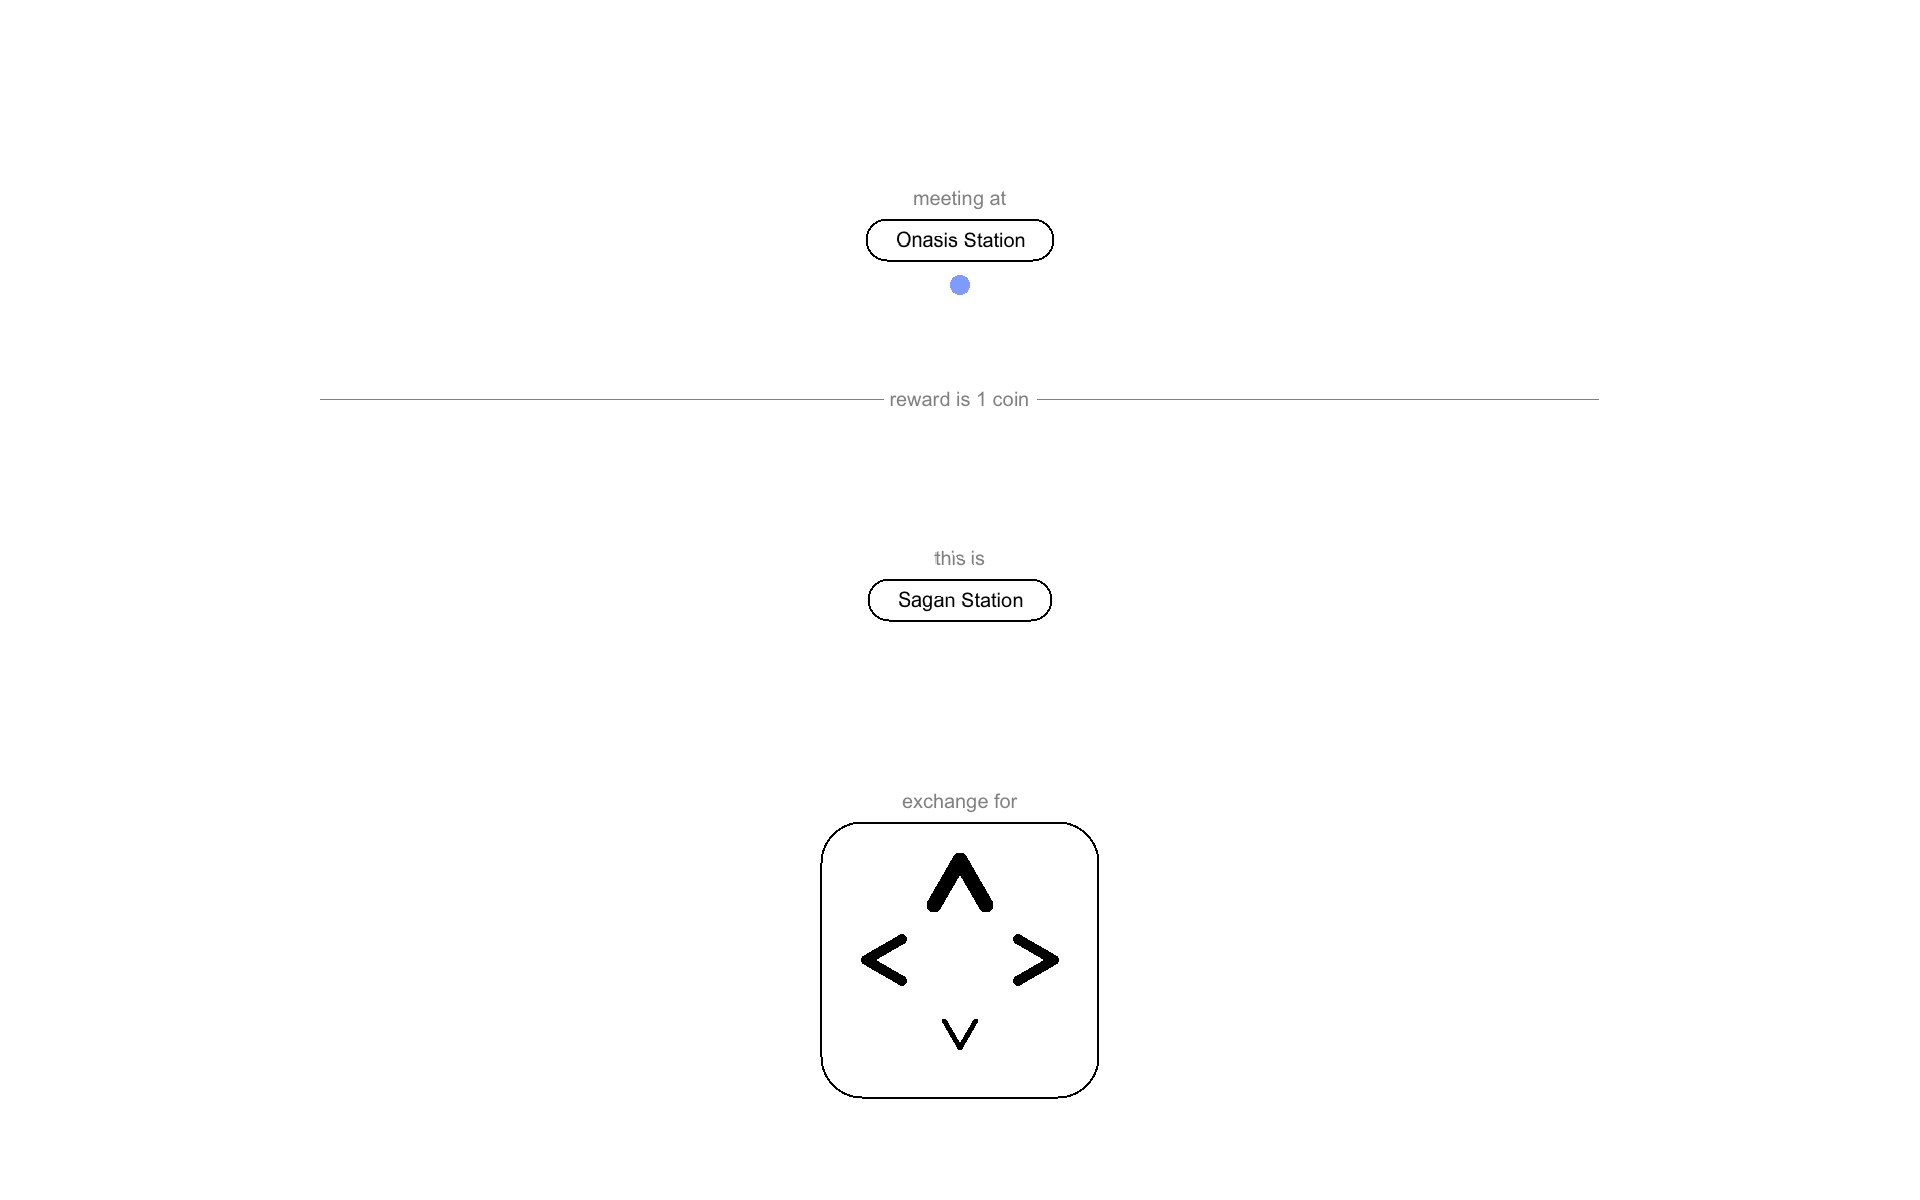 meeting at
Onasis Station
reward is 1 coin
this is
Sagan Station
exchange for